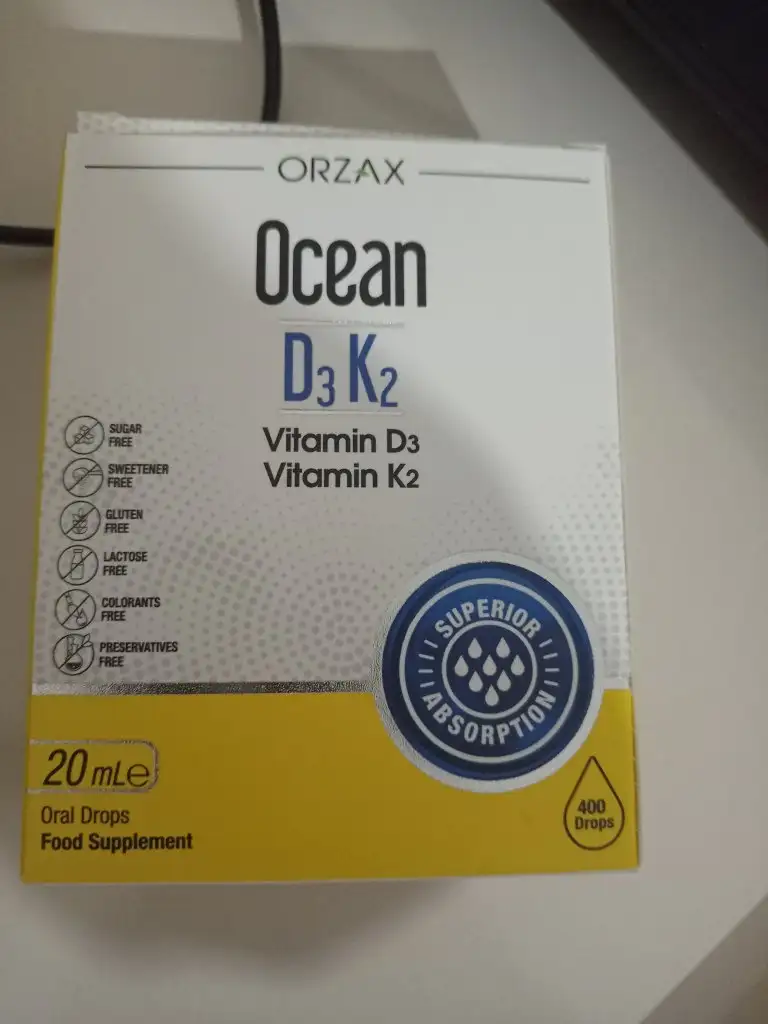 ORZAX
Ocean
D3 K2
Vitamin D3
Vitamin K2
SUGAR
FREE
SWEETENER
FREE
GLUTEN
FREE
LACTOSE
FREE
COLORANTS
FREE
PRESERVATIVES
FREE
SUPERIOR
ABSORPTION
20 mL℮
Oral Drops
Food Supplement
400
Drops